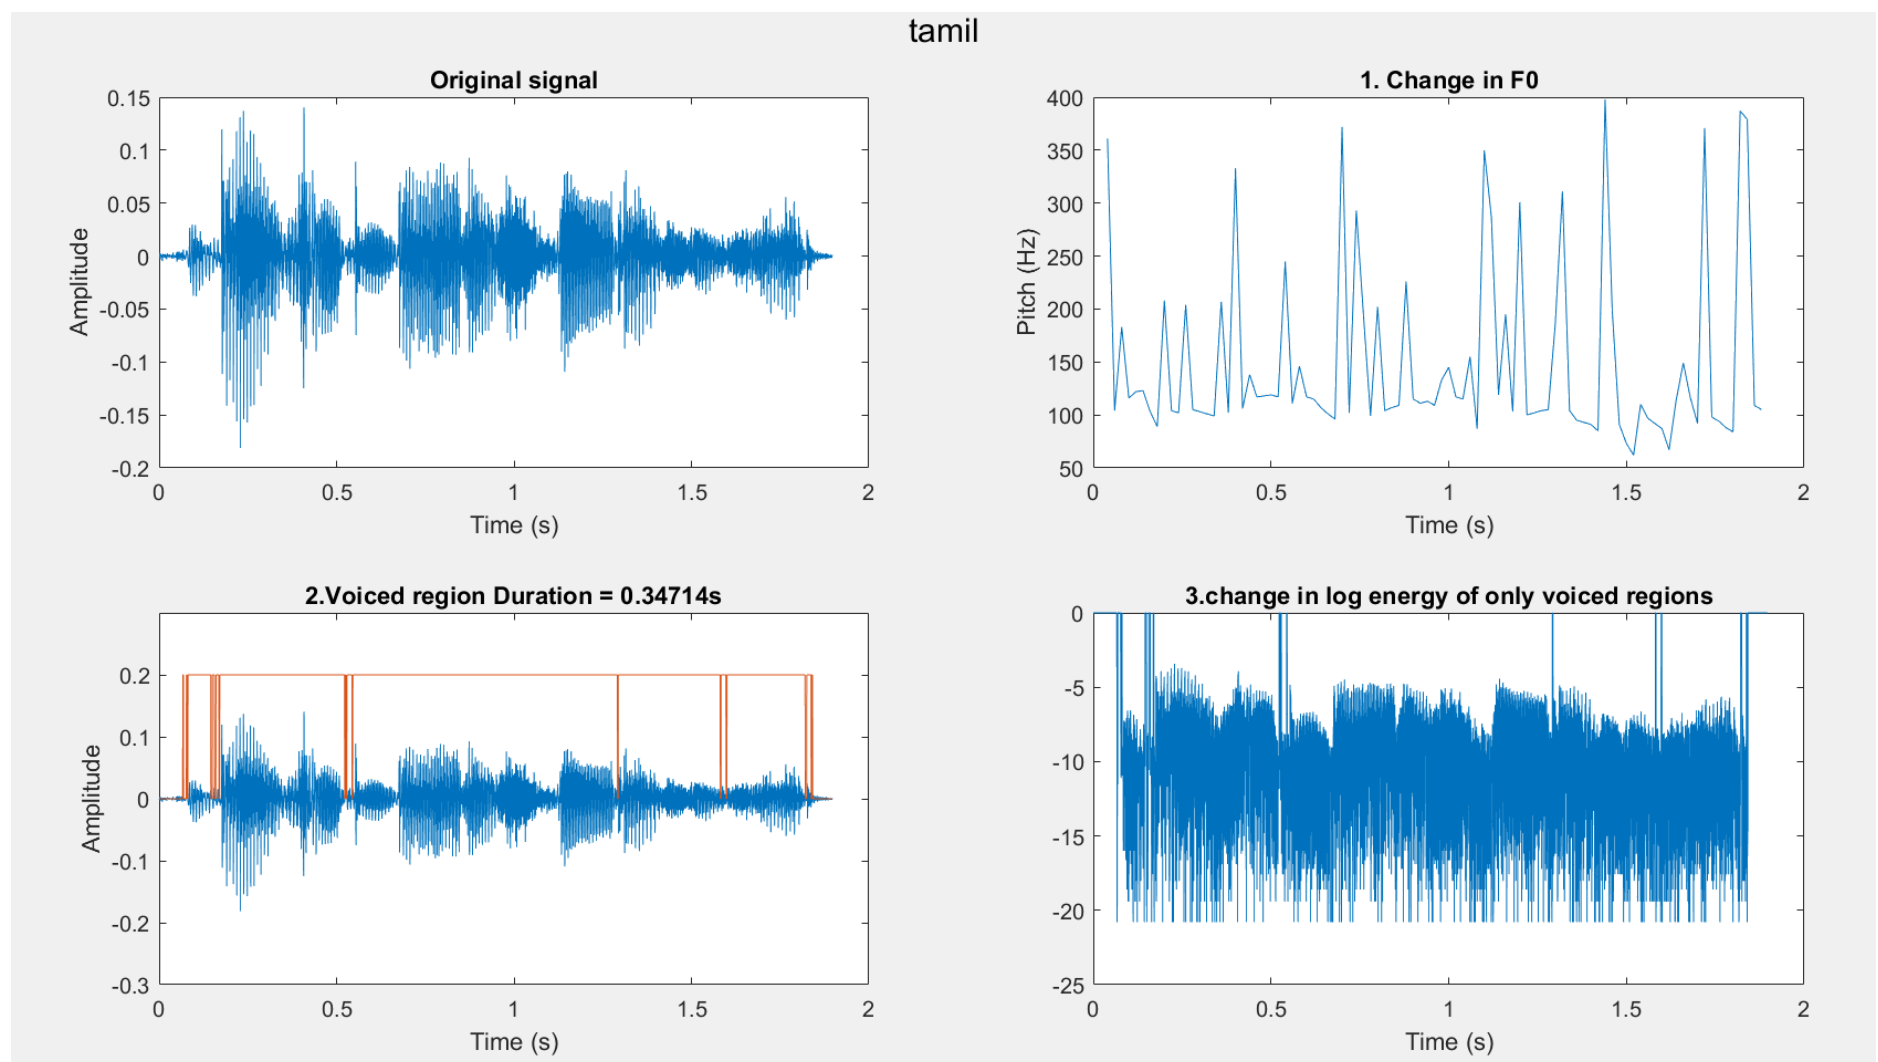 tamil
Original signal
0.15
0.1
0.05
0
-0.05
-0.1
-0.15
-0.2
Amplitude
0 0.5 1 1.5 2
Time (s)
1. Change in F0
400
350
300
250
200
150
100
50
Pitch (Hz)
0 0.5 1 1.5 2
Time (s)
2.Voiced region Duration = 0.34714s
0.2
0.1
0
-0.1
-0.2
-0.3
Amplitude
0 0.5 1 1.5 2
Time (s)
3.change in log energy of only voiced regions
0
-5
-10
-15
-20
-25
0 0.5 1 1.5 2
Time (s)